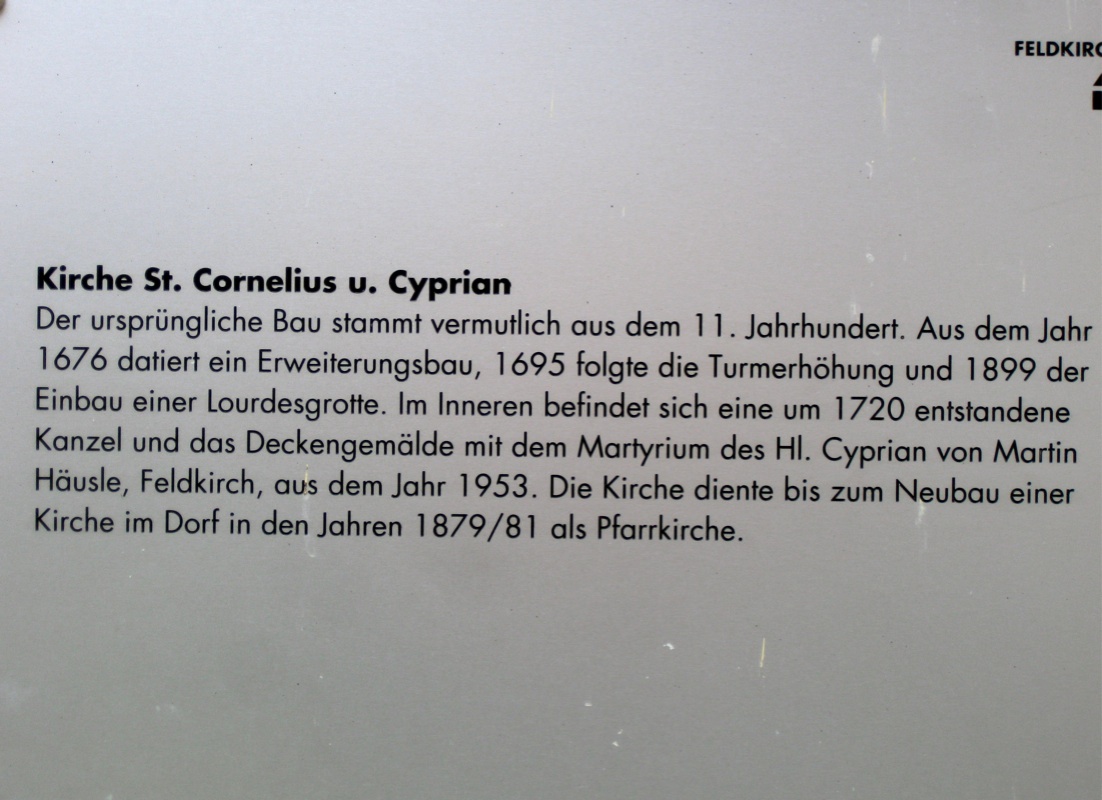 FELDKIRC
Kirche St. Cornelius u. Cyprian
Der ursprüngliche Bau stammt vermutlich aus dem 11. Jahrhundert. Aus dem Jahr
1676 datiert ein Erweiterungsbau, 1695 folgte die Turmerhöhung und 1899 der
Einbau einer Lourdesgrotte. Im Inneren befindet sich eine um 1720 entstandene
Kanzel und das Deckengemälde mit dem Martyrium des Hl. Cyprian von Martin
Häusle, Feldkirch, aus dem Jahr 1953. Die Kirche diente bis zum Neubau einer
Kirche im Dorf in den Jahren 1879/81 als Pfarrkirche.